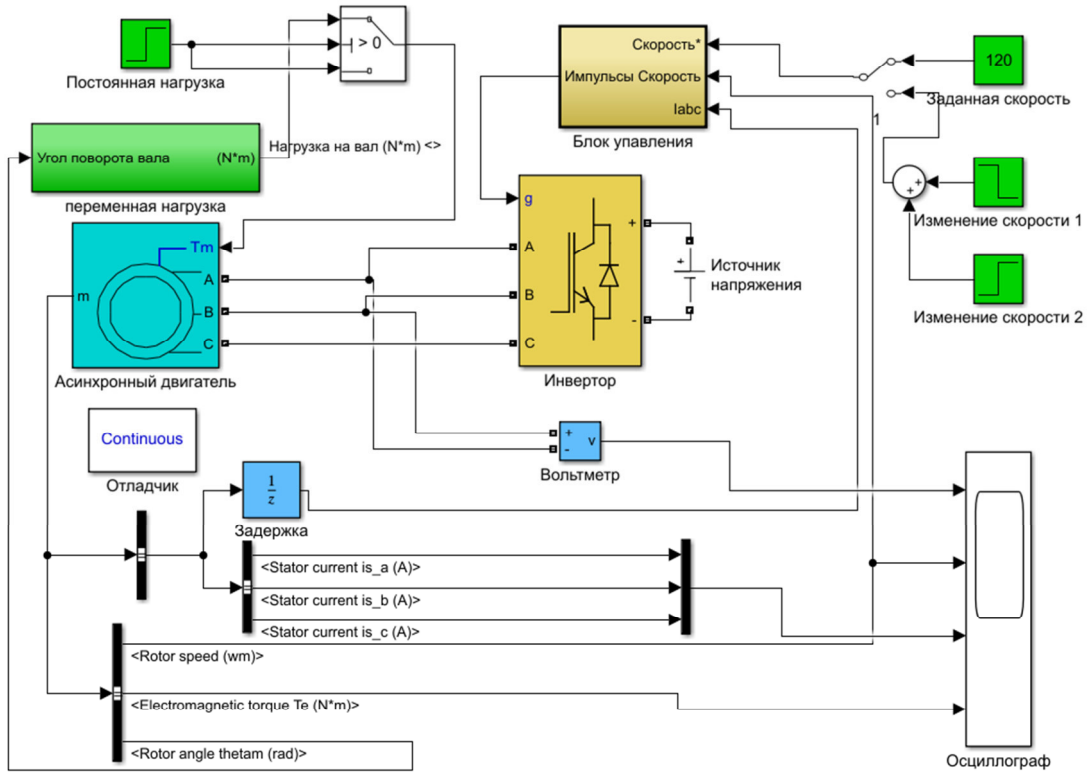 > 0
Постоянная нагрузка
Скорость*
Импульсы Скорость
Iabc
Блок упавления
120
Заданная скорость
1
Угол поворота вала (N*m)
Нагрузка на вал (N*m) <>
переменная нагрузка
+
+
Изменение скорости 1
Изменение скорости 2
Tm
m
A
B
C
Асинхронный двигатель
g
A
B
C
+
-
Инвертор
+
Источник
напряжения
Continuous
Отладчик
+
-
v
Вольтметр
1
z
Задержка
<Stator current is_a (A)>
<Stator current is_b (A)>
<Stator current is_c (A)>
<Rotor speed (wm)>
<Electromagnetic torque Te (N*m)>
<Rotor angle thetam (rad)>
Осциллограф